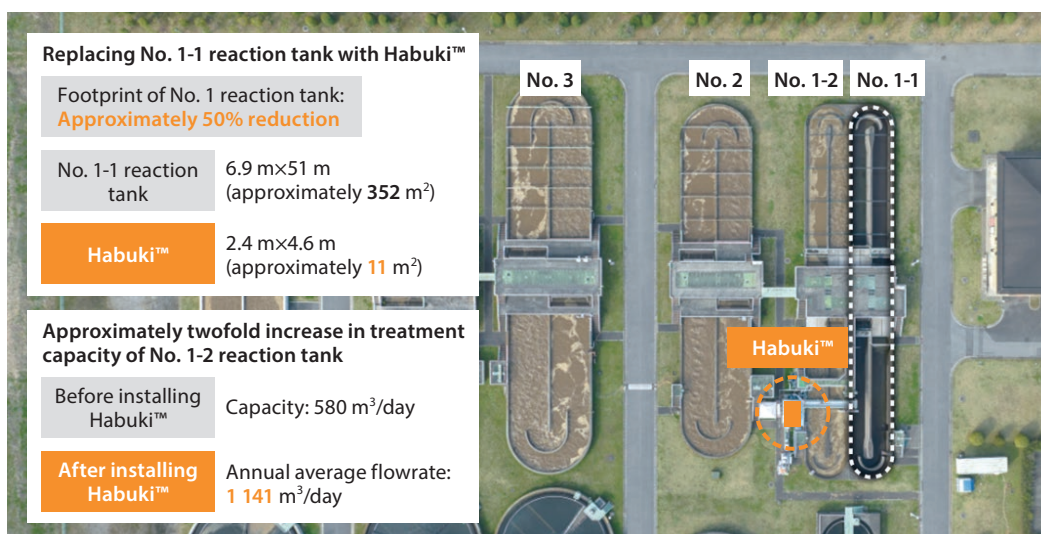 Replacing No. 1-1 reaction tank with Habuki™
Footprint of No. 1 reaction tank:
Approximately 50% reduction
No. 1-1 reaction
tank
6.9 m×51 m
(approximately 352 m²)
Habuki™
2.4 m×4.6 m
(approximately 11 m²)
Approximately twofold increase in treatment
capacity of No. 1-2 reaction tank
Before installing
Habuki™
Capacity: 580 m³/day
After installing
Habuki™
Annual average flowrate:
1 141 m³/day
No. 3
No. 2
No. 1-2
No. 1-1
Habuki™